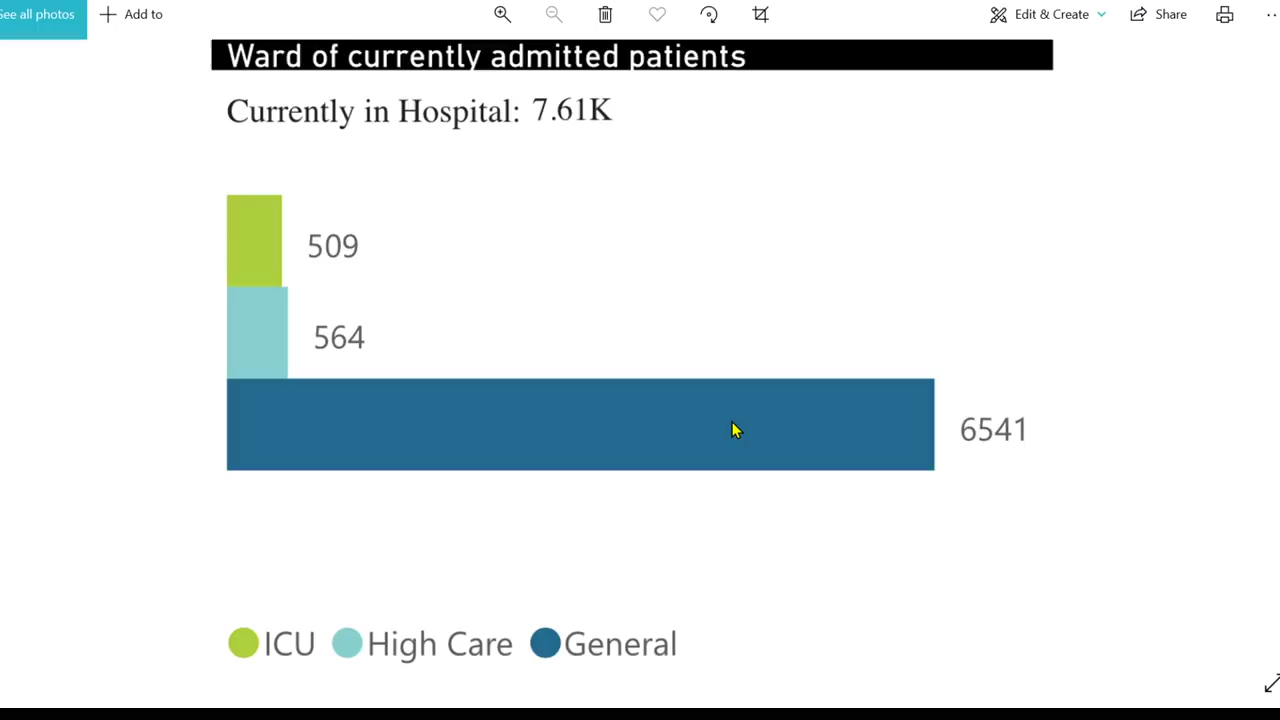 See all photos Add to Edit & Create Share
Ward of currently admitted patients
Currently in Hospital: 7.61K
509
564
6541
ICU High Care General